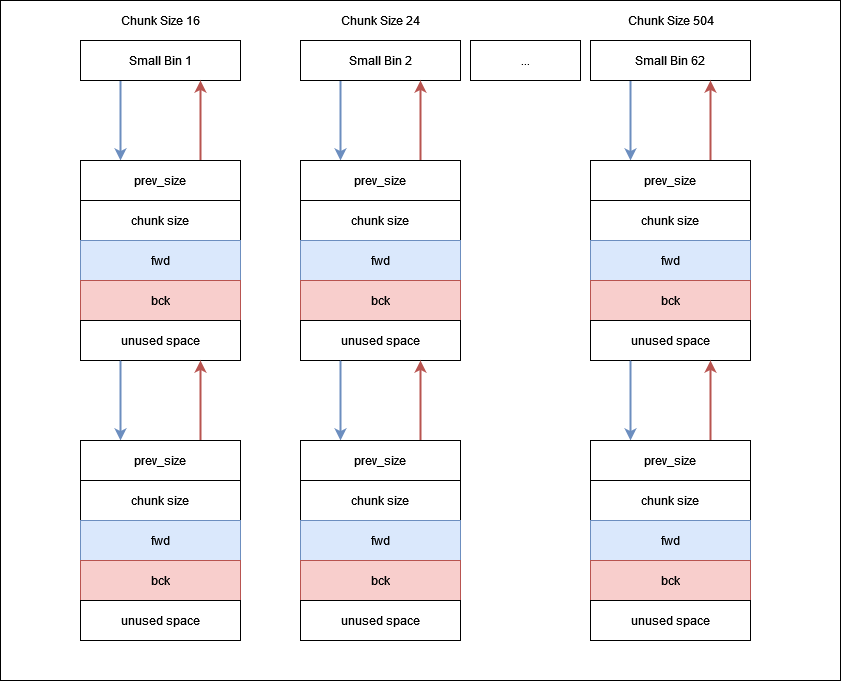 Chunk Size 16
Chunk Size 24
Chunk Size 504
Small Bin 1
Small Bin 2
...
Small Bin 62
prev_size
prev_size
prev_size
chunk size
chunk size
chunk size
fwd
fwd
fwd
bck
bck
bck
unused space
unused space
unused space
prev_size
prev_size
prev_size
chunk size
chunk size
chunk size
fwd
fwd
fwd
bck
bck
bck
unused space
unused space
unused space